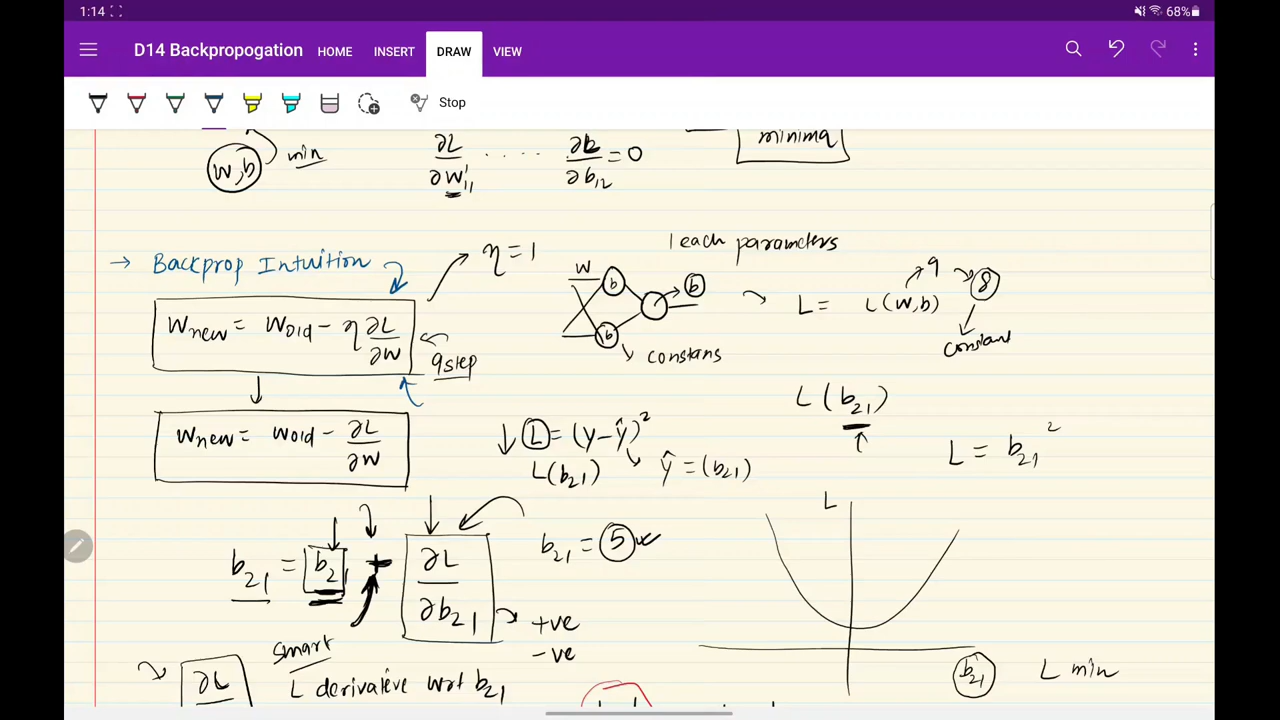 1:14
68%
D14 Backpropogation HOME INSERT DRAW VIEW
Stop
w,b min
∂L/∂w'₁₁ ..... ∂L/∂b₁₂ = 0
minima
→ Backprop Intuition
η = 1
1 each parameters
W b b
b
L = L(w,b) 9 8
constant
Wnew = Wold - η ∂L/∂w
9 step
constans
Wnew = Wold - ∂L/∂w
L = (y-ŷ)²
L(b₂₁)
L(b₂₁) ŷ = (b₂₁)
L = b₂₁²
L
b₂₁ = b₂₁ + ∂L/∂b₂₁
b₂₁ = 5
+ve
-ve
smart
b₂₁ L min
∂L
L derivative wrt b₂₁